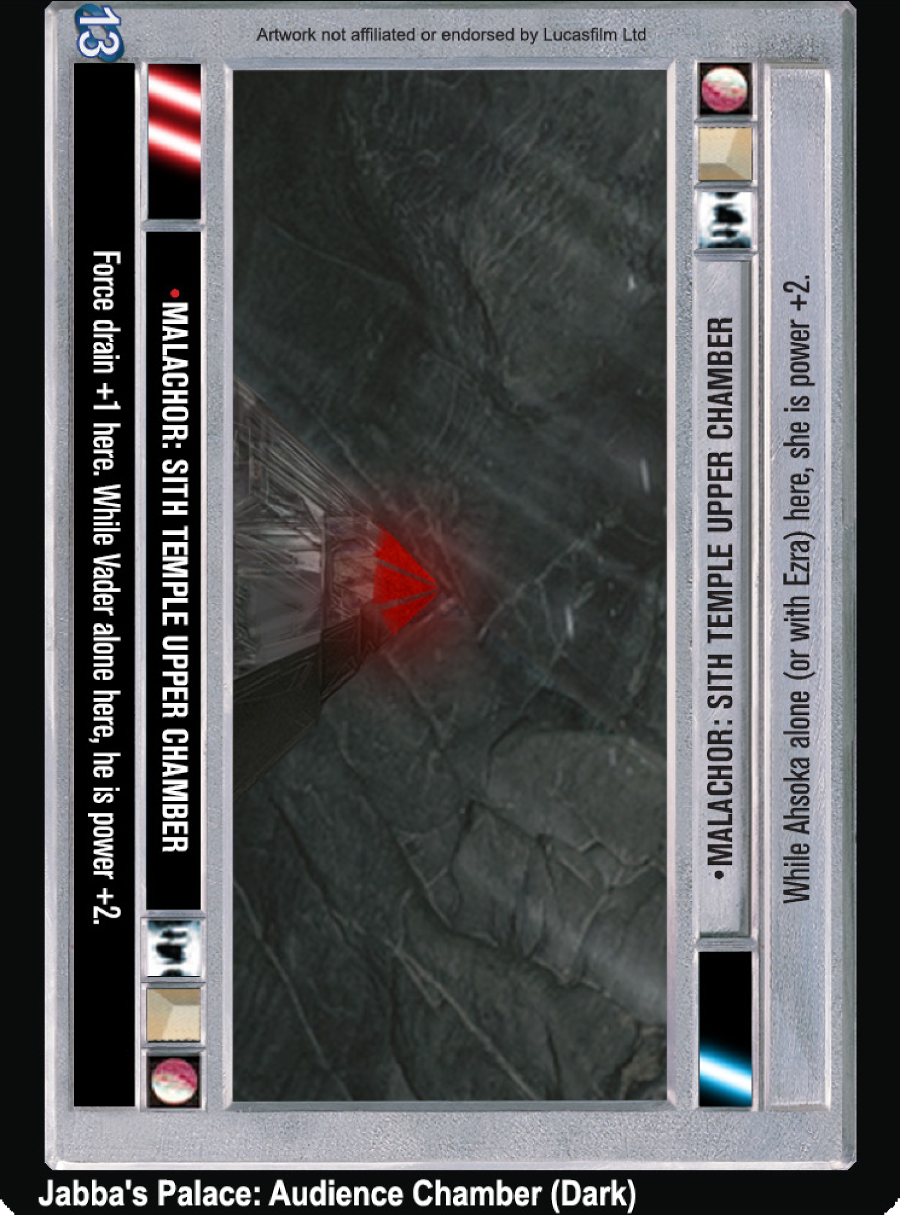 13
Artwork not affiliated or endorsed by Lucasfilm Ltd
Force drain +1 here. While Vader alone here, he is power +2.
•MALACHOR: SITH TEMPLE UPPER CHAMBER
•MALACHOR: SITH TEMPLE UPPER CHAMBER
While Ahsoka alone (or with Ezra) here, she is power +2.
Jabba's Palace: Audience Chamber (Dark)